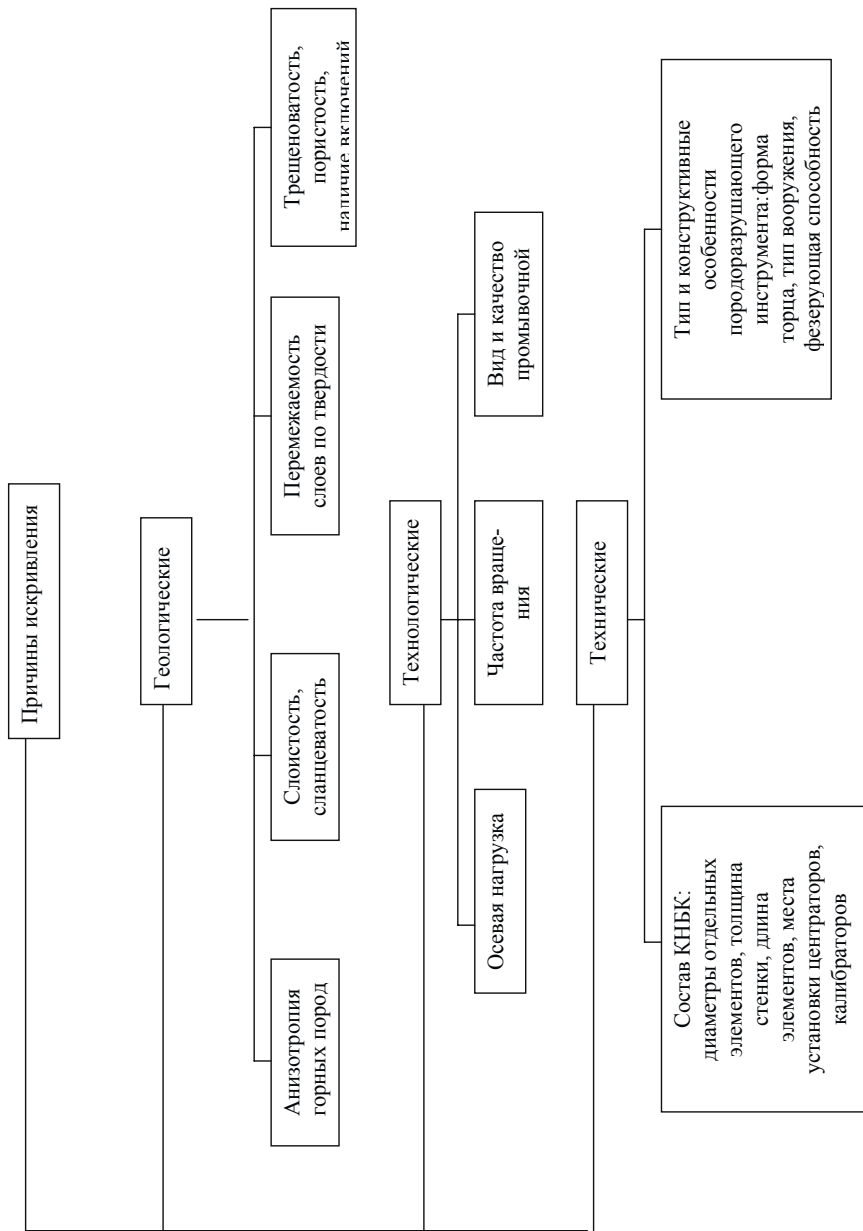 Причины искривления
Геологические
Анизотропия
горных пород
Слоистость,
сланцеватость
Перемежаемость
слоев по твердости
Трещеноватость,
пористость,
наличие включений
Технологические
Осевая нагрузка
Частота враще-
ния
Вид и качество
промывочной
Технические
Состав КНБК:
диаметры отдельных
элементов, толщина
стенки, длина
элементов, места
установки центраторов,
калибраторов
Тип и конструктивные
особенности
породоразрушающего
инструмента:форма
торца, тип вооружения,
фезерующая способность